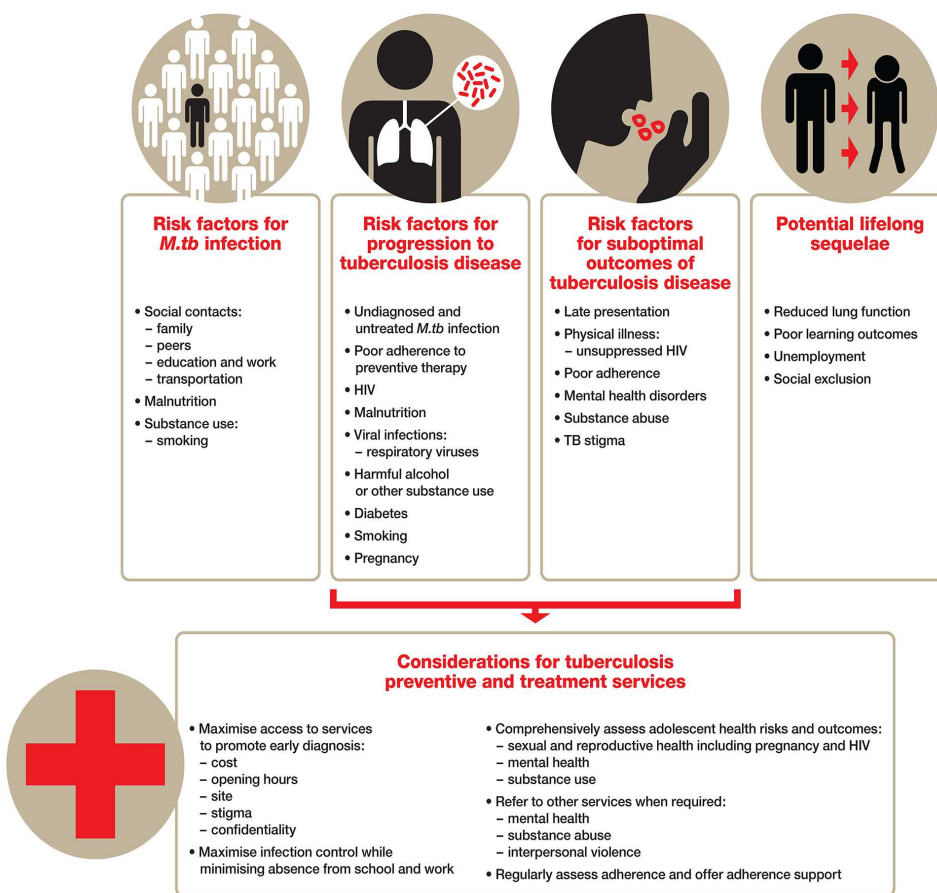 Risk factors for
M.tb infection
• Social contacts:
– family
– peers
– education and work
– transportation
• Malnutrition
• Substance use:
– smoking
Risk factors for
progression to
tuberculosis disease
• Undiagnosed and
untreated M.tb infection
• Poor adherence to
preventive therapy
• HIV
• Malnutrition
• Viral infections:
– respiratory viruses
• Harmful alcohol
or other substance use
• Diabetes
• Smoking
• Pregnancy
Risk factors
for suboptimal
outcomes of
tuberculosis disease
• Late presentation
• Physical illness:
– unsuppressed HIV
• Poor adherence
• Mental health disorders
• Substance abuse
• TB stigma
Potential lifelong
sequelae
• Reduced lung function
• Poor learning outcomes
• Unemployment
• Social exclusion
Considerations for tuberculosis
preventive and treatment services
• Maximise access to services
to promote early diagnosis:
– cost
– opening hours
– site
– stigma
– confidentiality
• Maximise infection control while
minimising absence from school and work
• Comprehensively assess adolescent health risks and outcomes:
– sexual and reproductive health including pregnancy and HIV
– mental health
– substance use
• Refer to other services when required:
– mental health
– substance abuse
– interpersonal violence
• Regularly assess adherence and offer adherence support